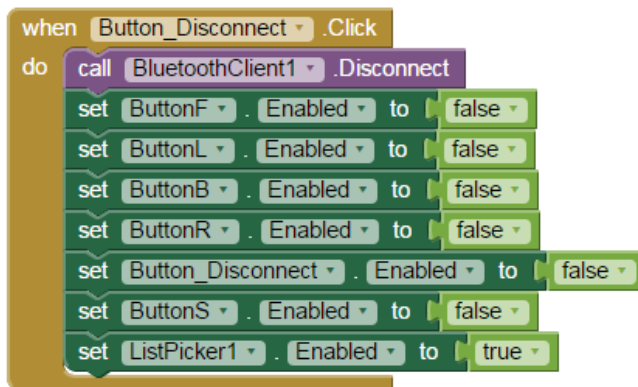 when Button_Disconnect .Click
do call BluetoothClient1 .Disconnect
set ButtonF . Enabled to false
set ButtonL . Enabled to false
set ButtonB . Enabled to false
set ButtonR . Enabled to false
set Button_Disconnect . Enabled to false
set ButtonS . Enabled to false
set ListPicker1 . Enabled to true